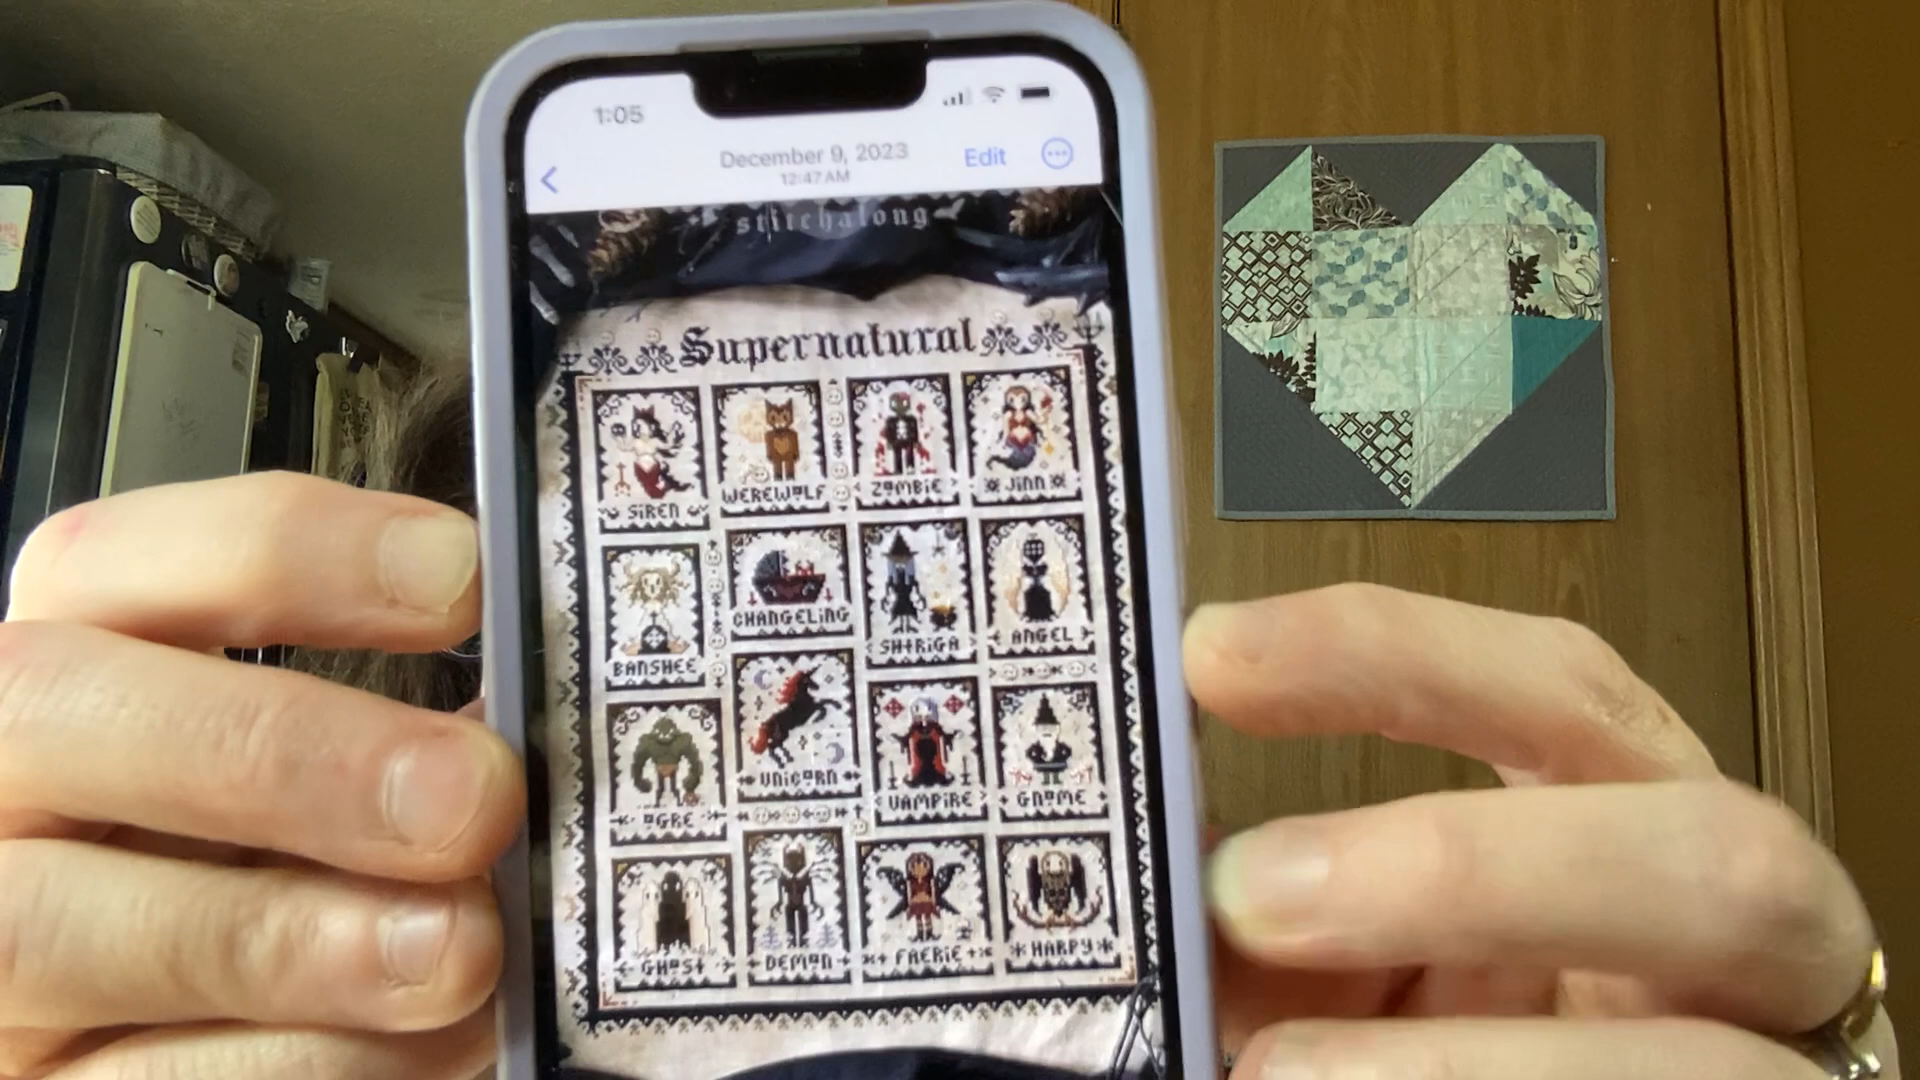 1:05
December 9, 2023
Edit
12:47 AM
stitchalong
Supernatural
SIREN
WEREWOLF
ZOMBIE
JINN
BANSHEE
CHANGELING
SHTRIGA
ANGEL
OGRE
UNICORN
VAMPIRE
GNOME
GHOST
DEMON
FAERIE
HARPY